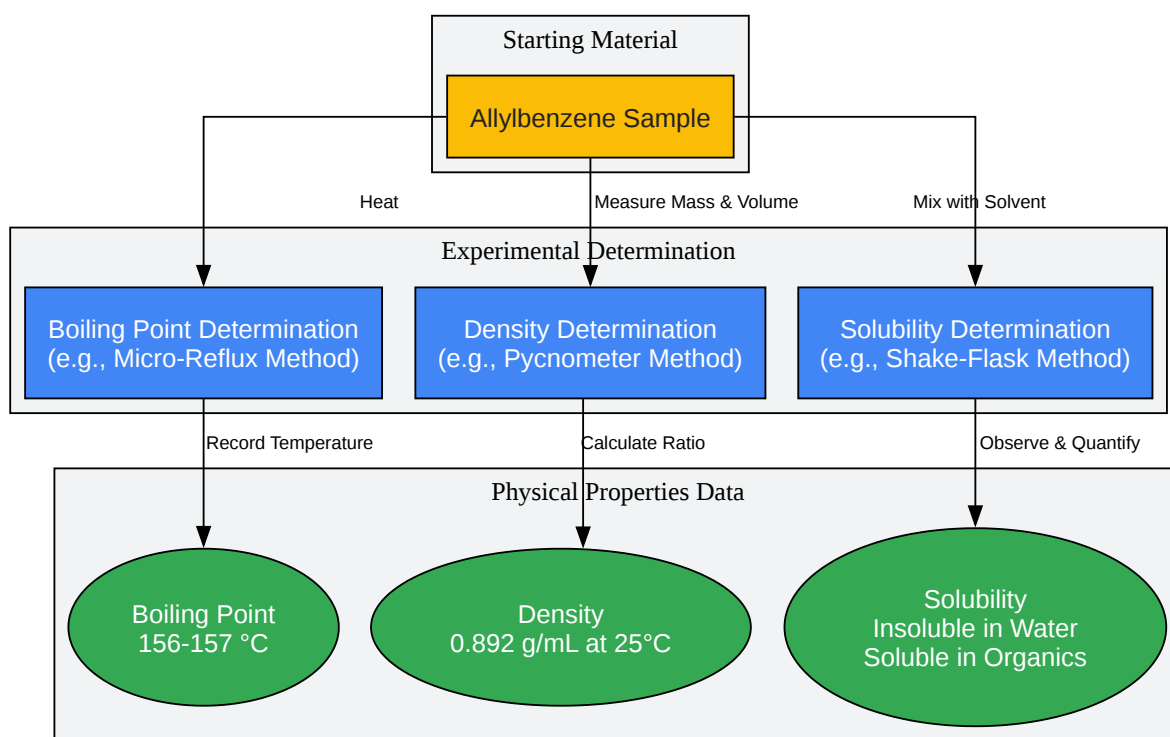 Starting Material
Allylbenzene Sample
Heat
Measure Mass & Volume
Mix with Solvent
Experimental Determination
Boiling Point Determination
(e.g., Micro-Reflux Method)
Density Determination
(e.g., Pycnometer Method)
Solubility Determination
(e.g., Shake-Flask Method)
Record Temperature
Calculate Ratio
Observe & Quantify
Physical Properties Data
Boiling Point
156-157 °C
Density
0.892 g/mL at 25°C
Solubility
Insoluble in Water
Soluble in Organics